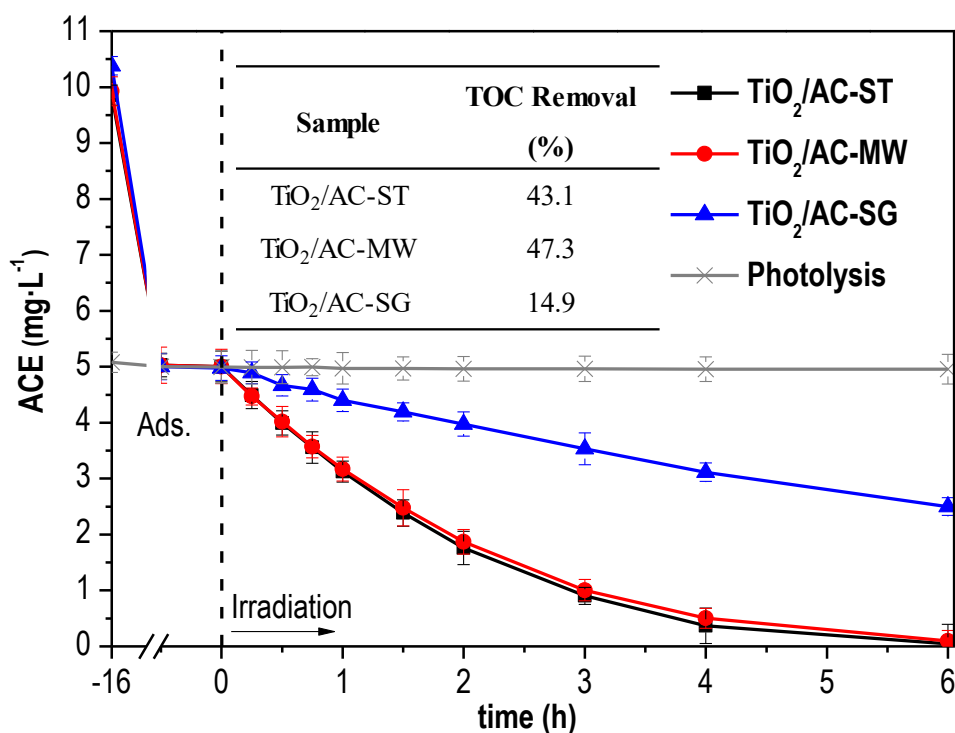 11
10
9
8
7
6
5
4
3
2
1
0
ACE (mg·L⁻¹)
-16
0
1
2
3
4
5
6
time (h)
Ads.
Irradiation
Sample TOC Removal (%)
TiO₂/AC-ST 43.1
TiO₂/AC-MW 47.3
TiO₂/AC-SG 14.9
TiO₂/AC-ST
TiO₂/AC-MW
TiO₂/AC-SG
Photolysis